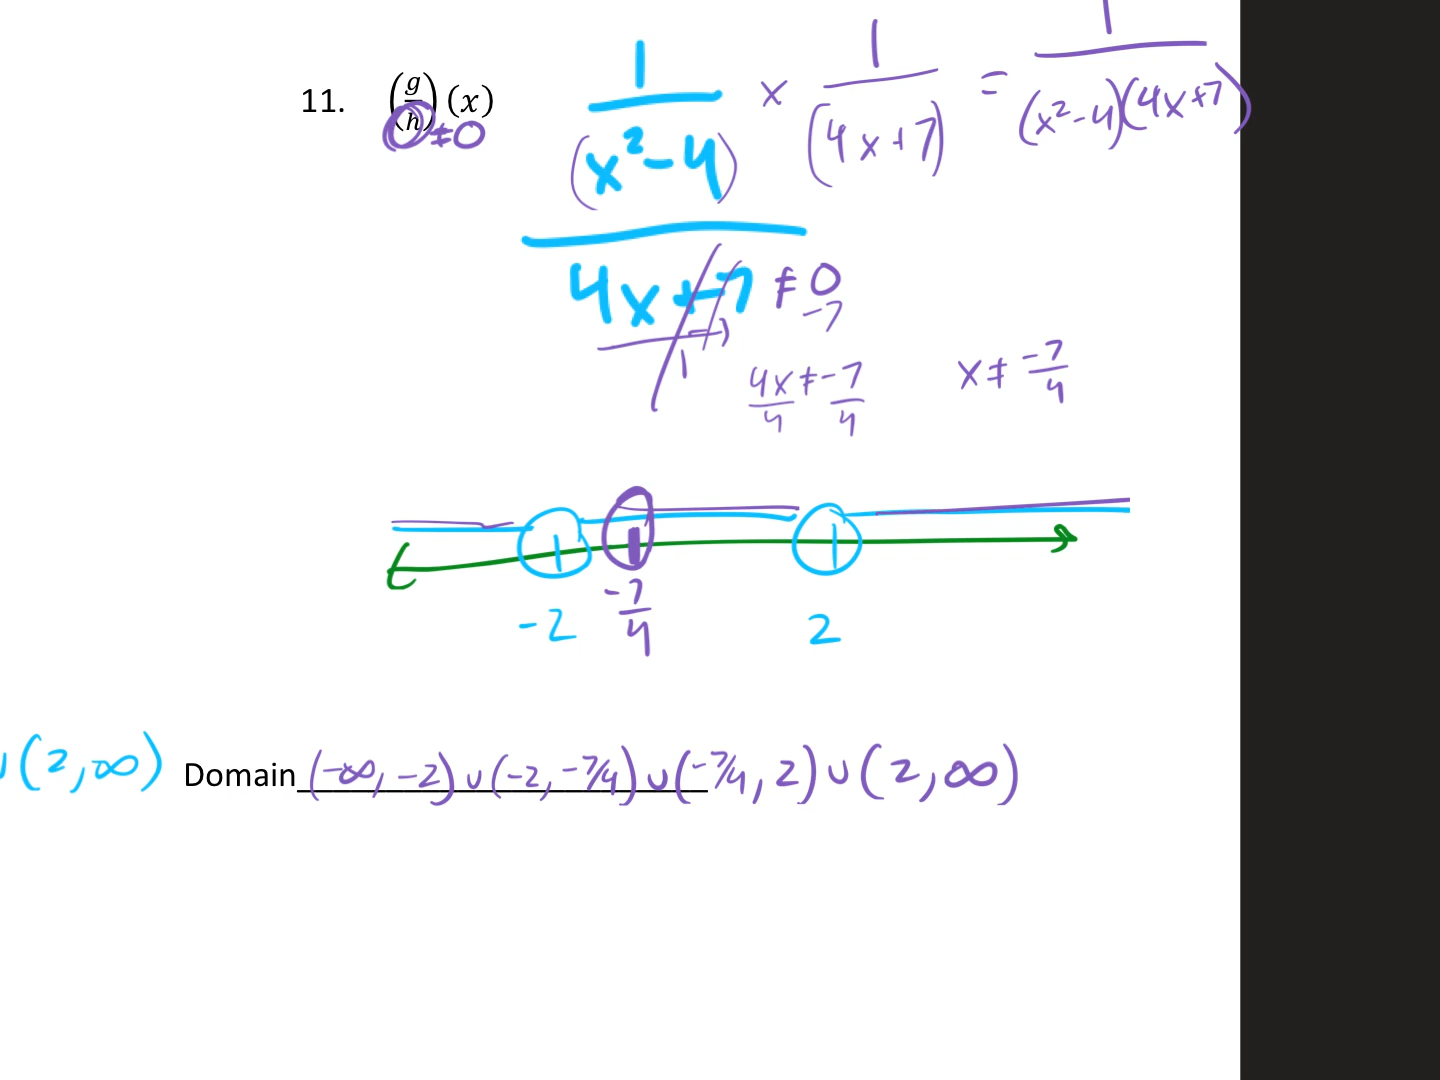 11. (g/h)(x)
0≠0
1/(x²-4) × 1/(4x+7) = 1/((x²-4)(4x+7))
4x+7 ≠ 0
-7 -7
1
4x/4 ≠ -7/4 x ≠ -7/4
-2 -7/4 2
∪(2,∞) Domain (-∞,-2)∪(-2,-7/4)∪(-7/4,2)∪(2,∞)